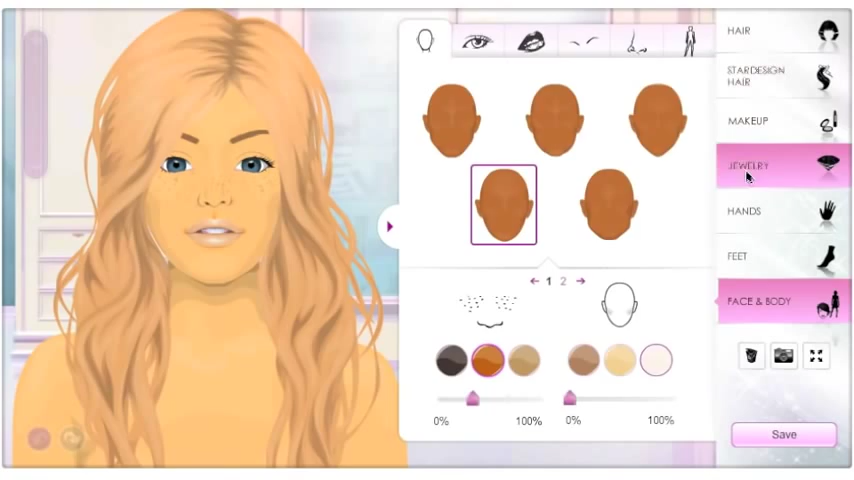 HAIR
STARDESIGN
HAIR
MAKEUP
JEWELRY
HANDS
FEET
1 2
FACE & BODY
0% 100% 0% 100%
Save